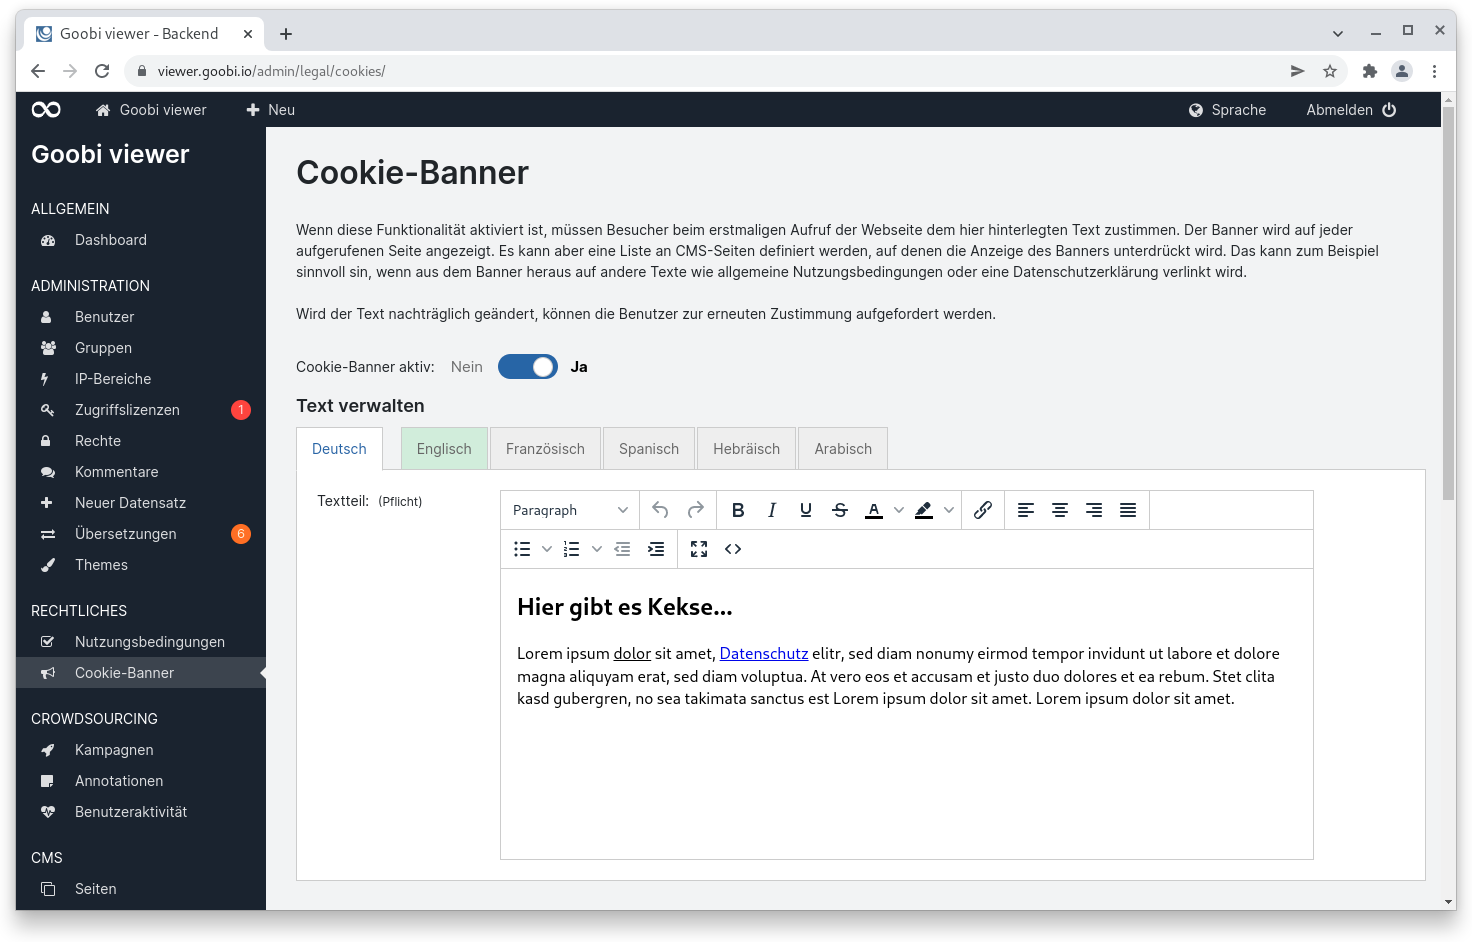 Goobi viewer - Backend
viewer.goobi.io/admin/legal/cookies/
Goobi viewer
Neu
Sprache
Abmelden
Goobi viewer
ALLGEMEIN
Dashboard
ADMINISTRATION
Benutzer
Gruppen
IP-Bereiche
Zugriffslizenzen 1
Rechte
Kommentare
Neuer Datensatz
Übersetzungen 6
Themes
RECHTLICHES
Nutzungsbedingungen
Cookie-Banner
CROWDSOURCING
Kampagnen
Annotationen
Benutzeraktivität
CMS
Seiten
Cookie-Banner
Wenn diese Funktionalität aktiviert ist, müssen Besucher beim erstmaligen Aufruf der Webseite dem hier hinterlegten Text zustimmen. Der Banner wird auf jeder
aufgerufenen Seite angezeigt. Es kann aber eine Liste an CMS-Seiten definiert werden, auf denen die Anzeige des Banners unterdrückt wird. Das kann zum Beispiel
sinnvoll sin, wenn aus dem Banner heraus auf andere Texte wie allgemeine Nutzungsbedingungen oder eine Datenschutzerklärung verlinkt wird.
Wird der Text nachträglich geändert, können die Benutzer zur erneuten Zustimmung aufgefordert werden.
Cookie-Banner aktiv: Nein Ja
Text verwalten
Deutsch Englisch Französisch Spanisch Hebräisch Arabisch
Textteil: (Pflicht)
Paragraph
Hier gibt es Kekse...
Lorem ipsum dolor sit amet, Datenschutz elitr, sed diam nonumy eirmod tempor invidunt ut labore et dolore
magna aliquyam erat, sed diam voluptua. At vero eos et accusam et justo duo dolores et ea rebum. Stet clita
kasd gubergren, no sea takimata sanctus est Lorem ipsum dolor sit amet. Lorem ipsum dolor sit amet.